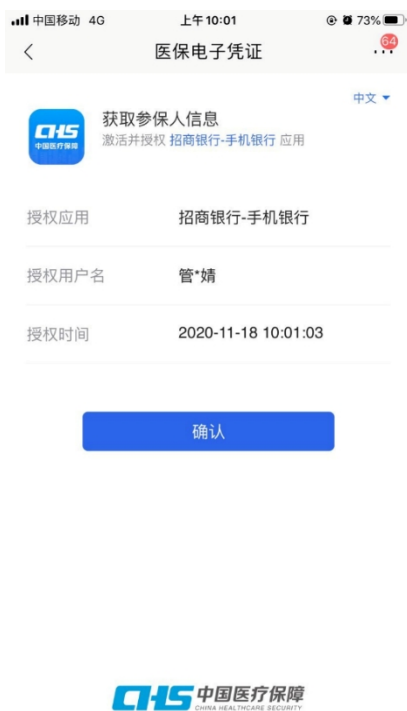 中国移动 4G 上午10:01 73%
医保电子凭证
64
中文
CHS
中国医疗保障
获取参保人信息
激活并授权 招商银行-手机银行 应用
授权应用 招商银行-手机银行
授权用户名 管*婧
授权时间 2020-11-18 10:01:03
确认
CHS 中国医疗保障
CHINA HEALTHCARE SECURITY